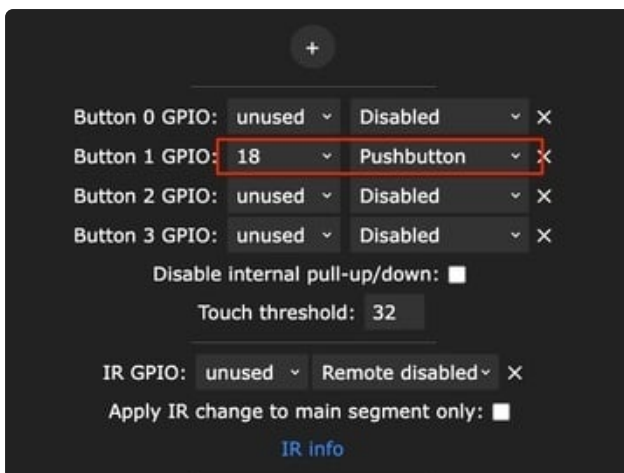 +
Button 0 GPIO: unused Disabled ×
Button 1 GPIO: 18 Pushbutton ×
Button 2 GPIO: unused Disabled ×
Button 3 GPIO: unused Disabled ×
Disable internal pull-up/down:
Touch threshold: 32
IR GPIO: unused Remote disabled ×
Apply IR change to main segment only:
IR info